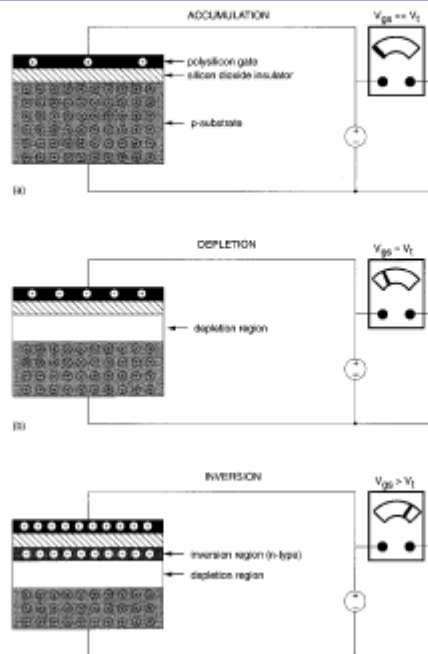 ACCUMULATION
Vgs << Vt
polysilicon gate
silicon dioxide insulator
p-substrate
(a)
DEPLETION
Vgs ~ Vt
depletion region
(b)
INVERSION
Vgs > Vt
inversion region (n-type)
depletion region